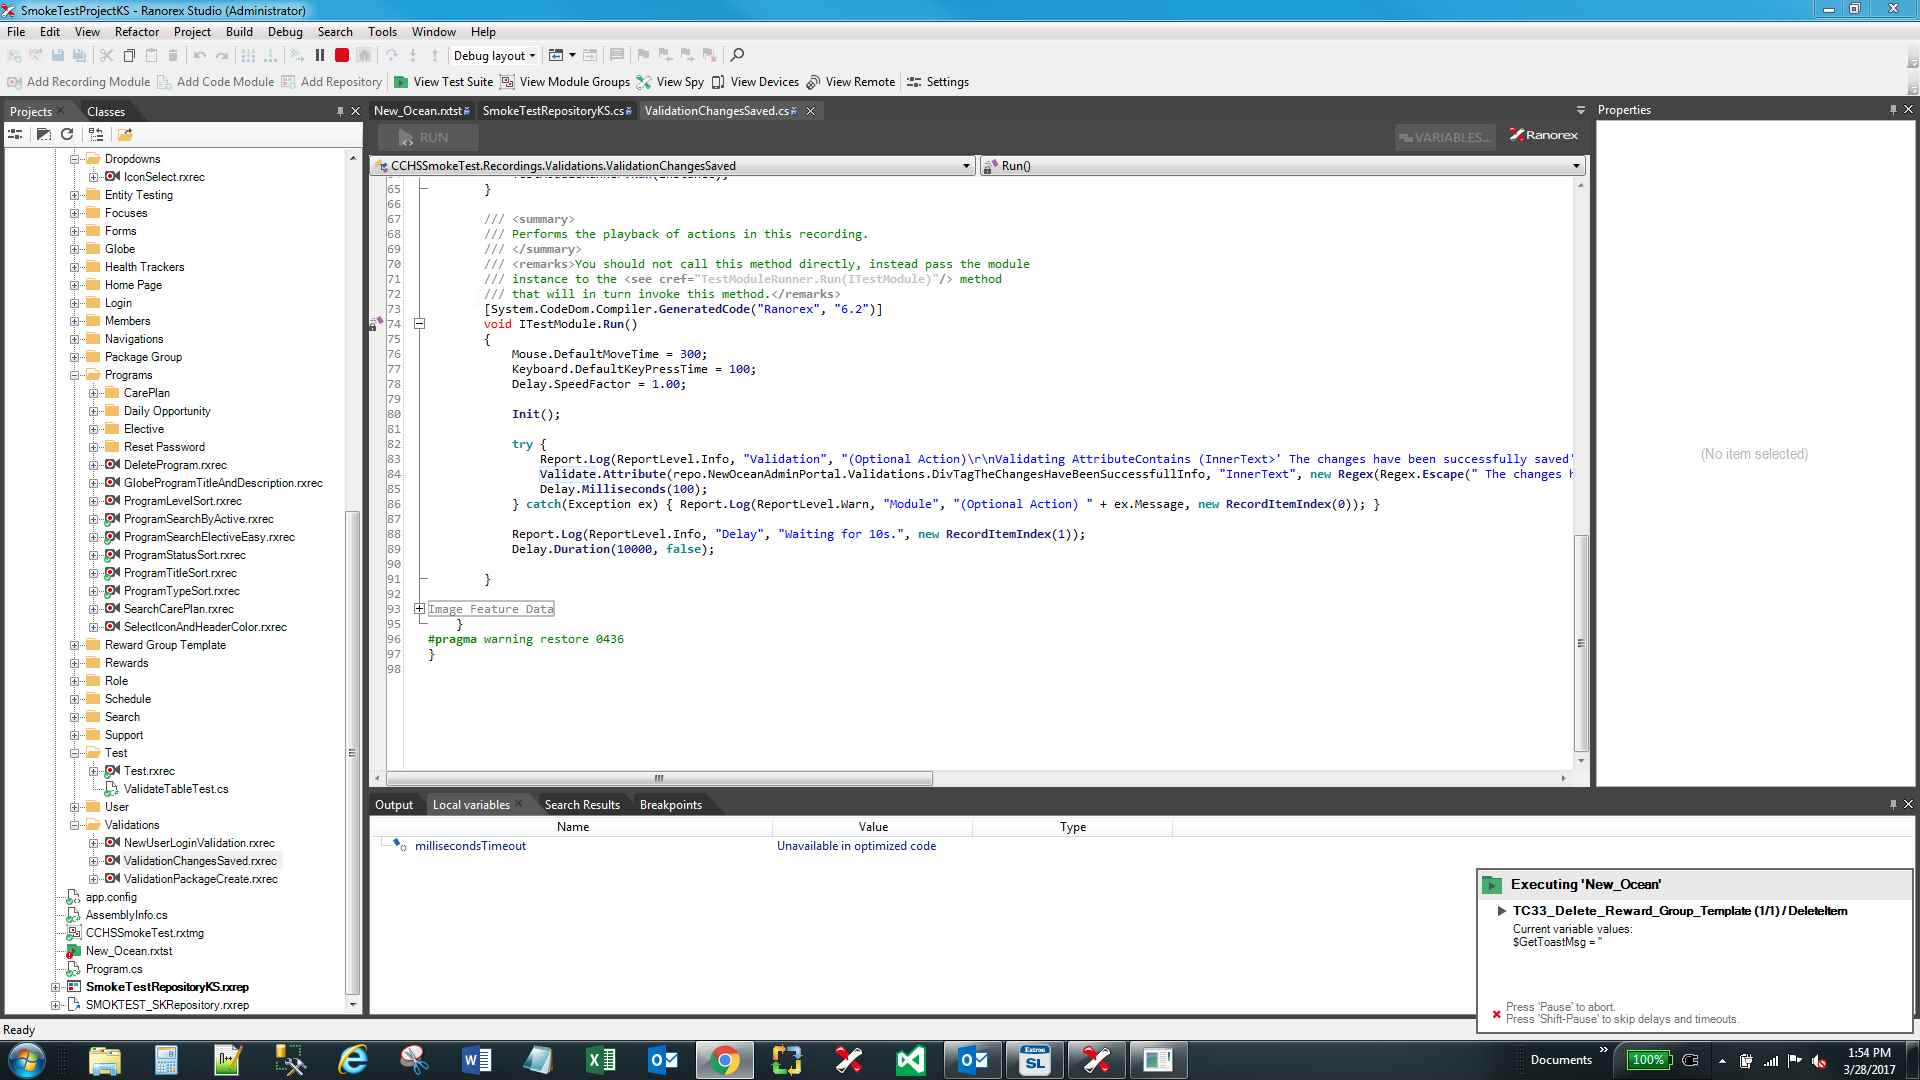 SmokeTestProjectKS - Ranorex Studio (Administrator)
File Edit View Refactor Project Build Debug Search Tools Window Help
Debug layout
Add Recording Module Add Code Module Add Repository View Test Suite View Module Groups View Spy View Devices View Remote Settings
Projects Classes
New_Ocean.rxtst SmokeTestRepositoryKS.cs ValidationChangesSaved.cs
Properties
RUN
VARIABLES...
Ranorex
CCHSSmokeTest.Recordings.Validations.ValidationChangesSaved
Run()
Dropdowns
IconSelect.rxrec
Entity Testing
Focuses
Forms
Globe
Health Trackers
Home Page
Login
Members
Navigations
Package Group
Programs
CarePlan
Daily Opportunity
Elective
Reset Password
DeleteProgram.rxrec
GlobeProgramTitleAndDescription.rxrec
ProgramLevelSort.rxrec
ProgramSearchByActive.rxrec
ProgramSearchElectiveEasy.rxrec
ProgramStatusSort.rxrec
ProgramTitleSort.rxrec
ProgramTypeSort.rxrec
SearchCarePlan.rxrec
SelectIconAndHeaderColor.rxrec
Reward Group Template
Rewards
Role
Schedule
Search
Support
Test
Test.rxrec
ValidateTableTest.cs
User
Validations
NewUserLoginValidation.rxrec
ValidationChangesSaved.rxrec
ValidationPackageCreate.rxrec
app.config
AssemblyInfo.cs
CCHSSmokeTest.rxtmg
New_Ocean.rxtst
Program.cs
SmokeTestRepositoryKS.rxrep
SMOKTEST_SKRepository.rxrep
65 }
66
67 /// <summary>
68 /// Performs the playback of actions in this recording.
69 /// </summary>
70 /// <remarks>You should not call this method directly, instead pass the module
71 /// instance to the <see cref="TestModuleRunner.Run(ITestModule)"/> method
72 /// that will in turn invoke this method.</remarks>
73 [System.CodeDom.Compiler.GeneratedCode("Ranorex", "6.2")]
74 void ITestModule.Run()
75 {
76 Mouse.DefaultMoveTime = 300;
77 Keyboard.DefaultKeyPressTime = 100;
78 Delay.SpeedFactor = 1.00;
79
80 Init();
81
82 try {
83 Report.Log(ReportLevel.Info, "Validation", "(Optional Action)\r\nValidating AttributeContains (InnerText>' The changes have been successfully saved'
84 Validate.Attribute(repo.NewOceanAdminPortal.Validations.DivTagTheChangesHaveBeenSuccessfullInfo, "InnerText", new Regex(Regex.Escape(" The changes h
85 Delay.Milliseconds(100);
86 } catch(Exception ex) { Report.Log(ReportLevel.Warn, "Module", "(Optional Action) " + ex.Message, new RecordItemIndex(0)); }
87
88 Report.Log(ReportLevel.Info, "Delay", "Waiting for 10s.", new RecordItemIndex(1));
89 Delay.Duration(10000, false);
90
91 }
92
93 Image Feature Data
95 }
96 #pragma warning restore 0436
97 }
98
(No item selected)
Output Local variables Search Results Breakpoints
Name Value Type
millisecondsTimeout Unavailable in optimized code
Executing 'New_Ocean'
TC33_Delete_Reward_Group_Template (1/1) / DeleteItem
Current variable values:
$GetToastMsg = ''
Press 'Pause' to abort.
Press 'Shift-Pause' to skip delays and timeouts.
Ready
Extron
SL
Documents
100%
1:54 PM
3/28/2017